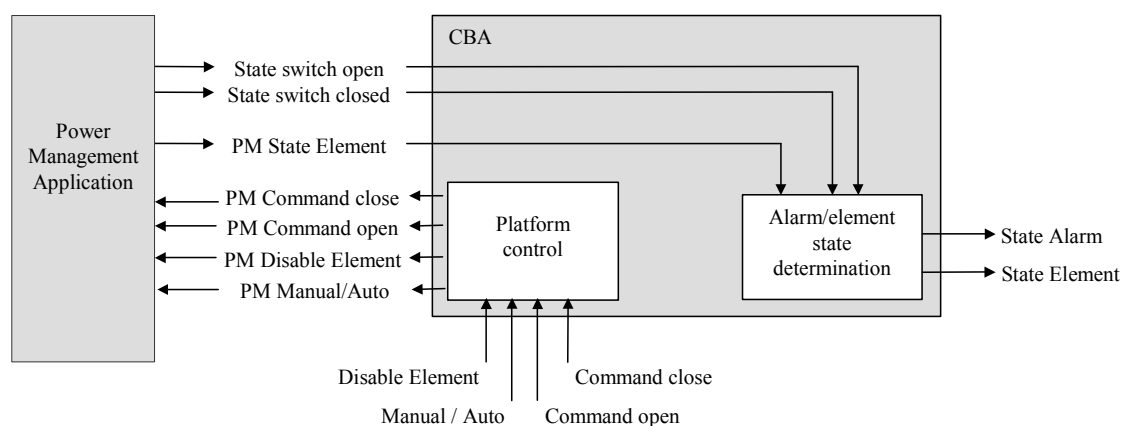 CBA
State switch open
State switch closed
Power
Management
Application
PM State Element
PM Command close
PM Command open
PM Disable Element
PM Manual/Auto
Platform
control
Alarm/element
state
determination
State Alarm
State Element
Disable Element
Command close
Manual / Auto
Command open